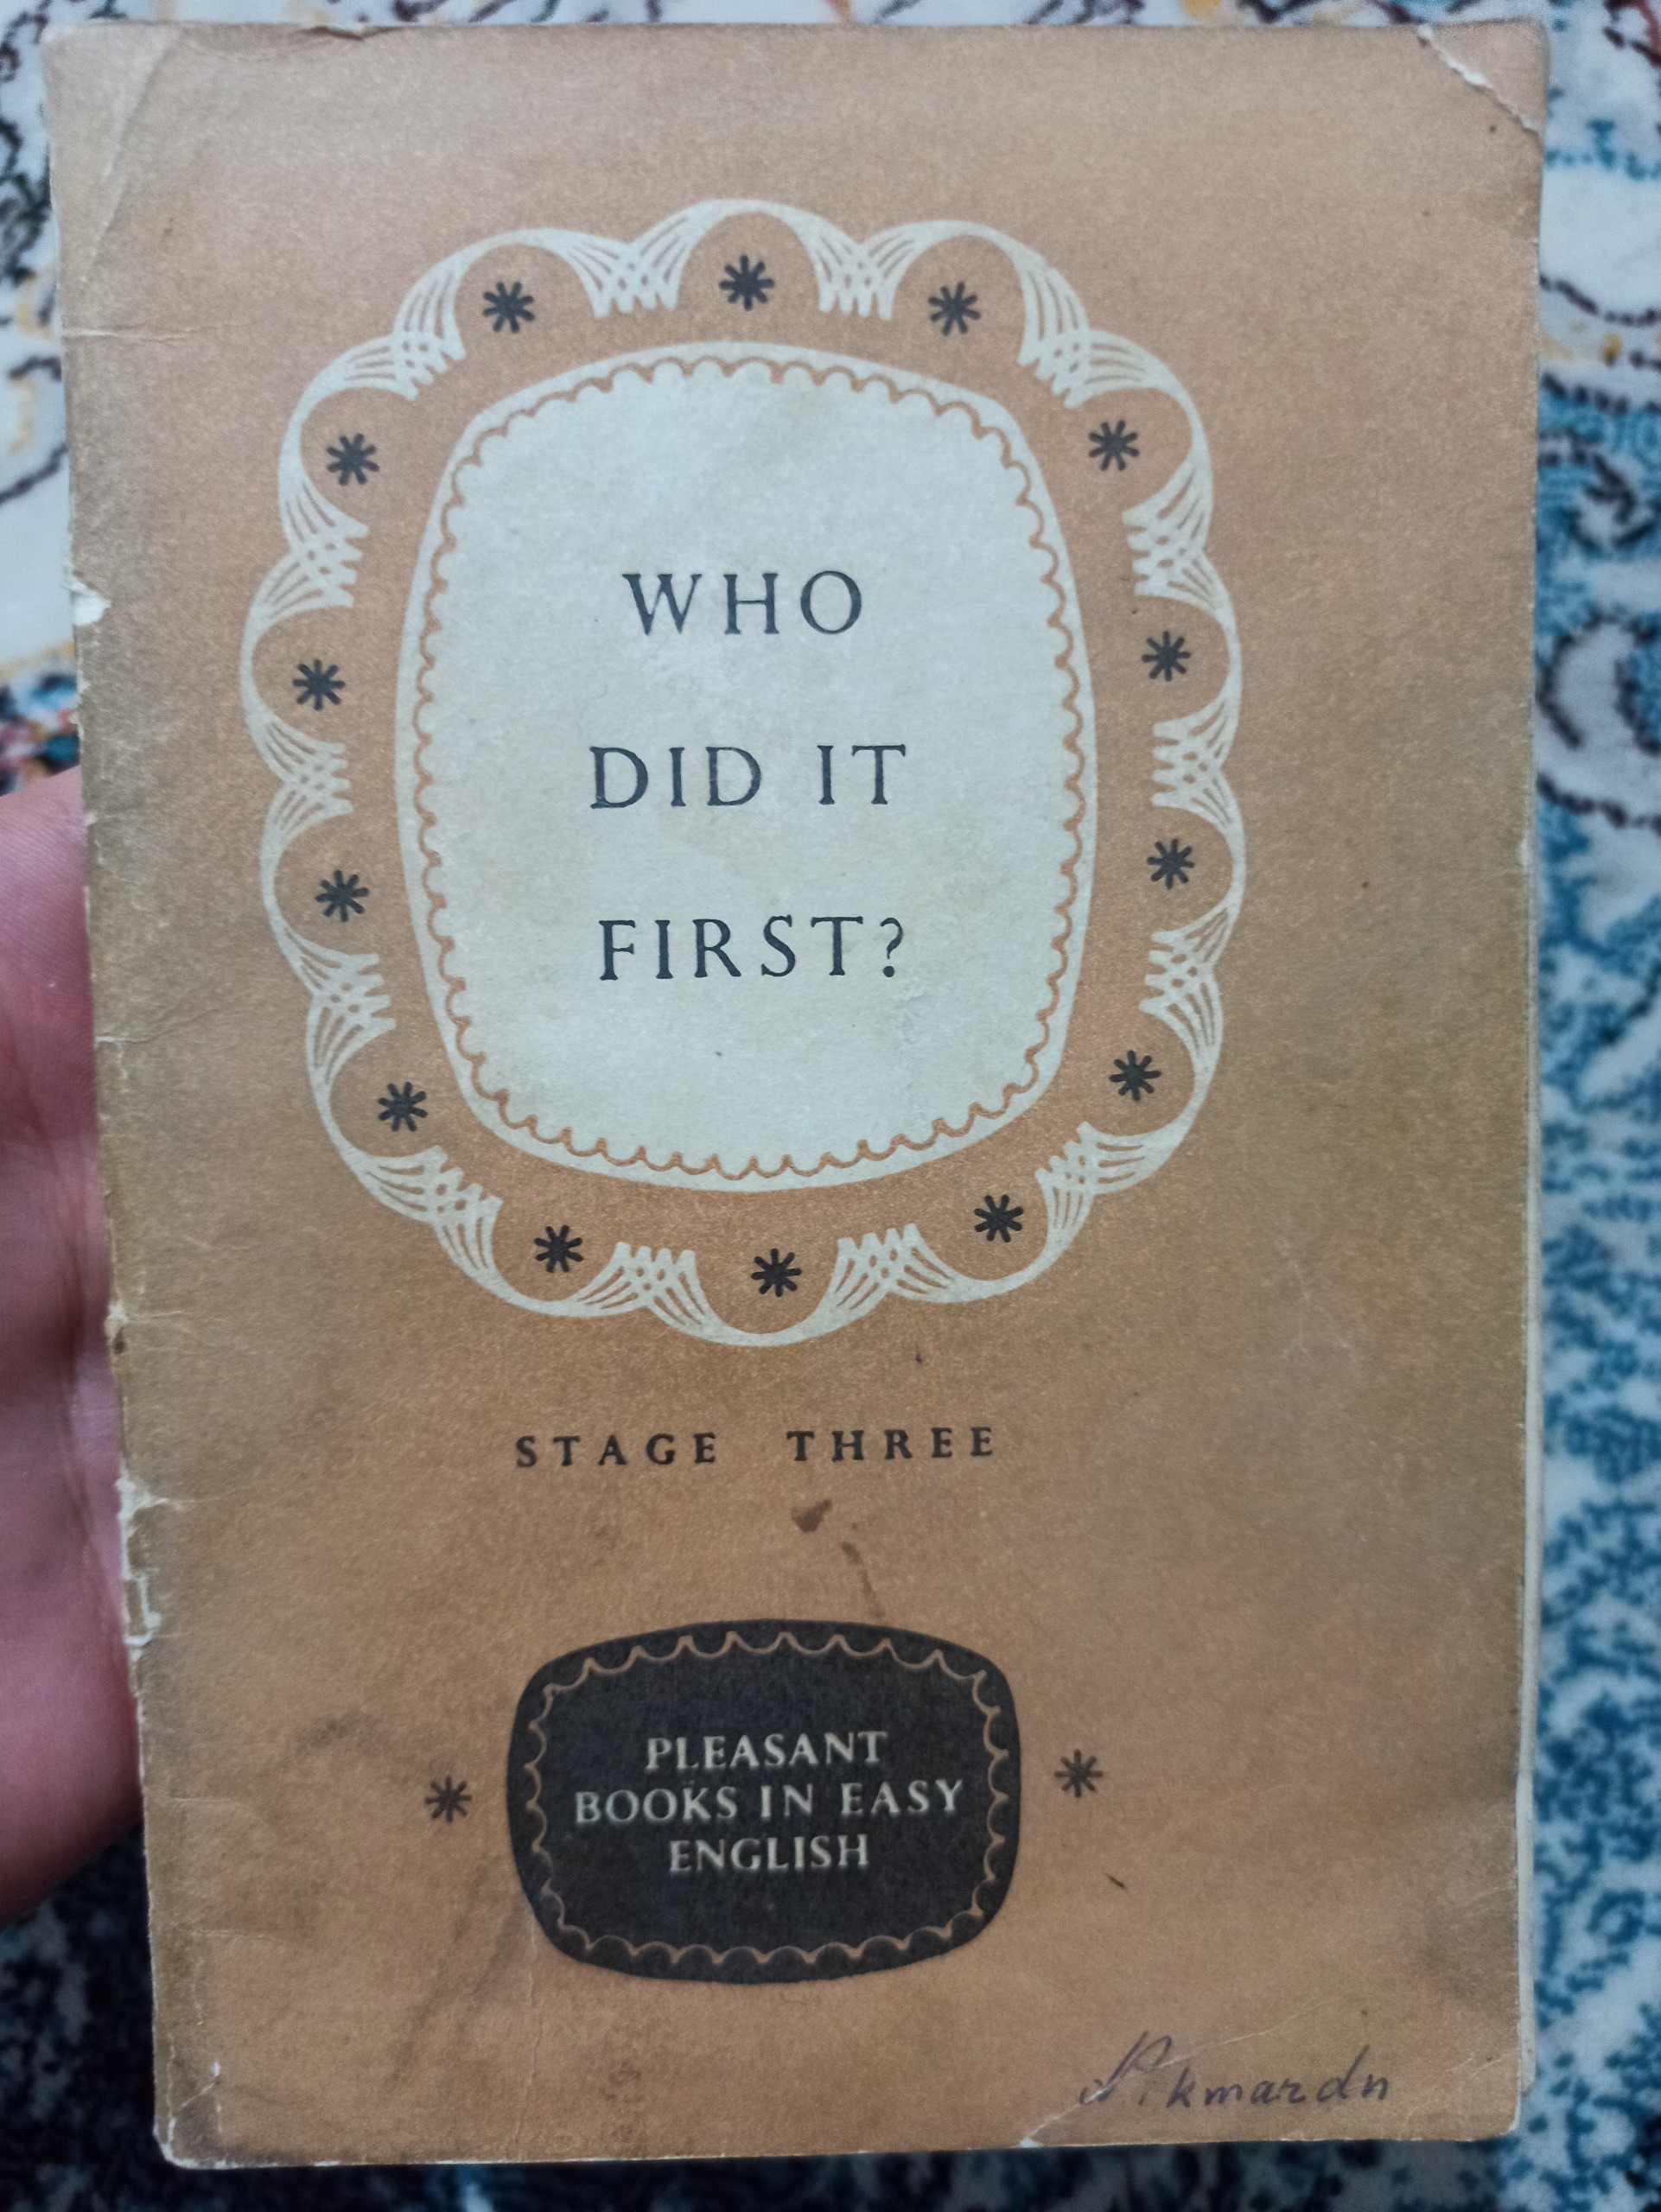 WHO
DID IT
FIRST?
STAGE THREE
PLEASANT
BOOKS IN EASY
ENGLISH